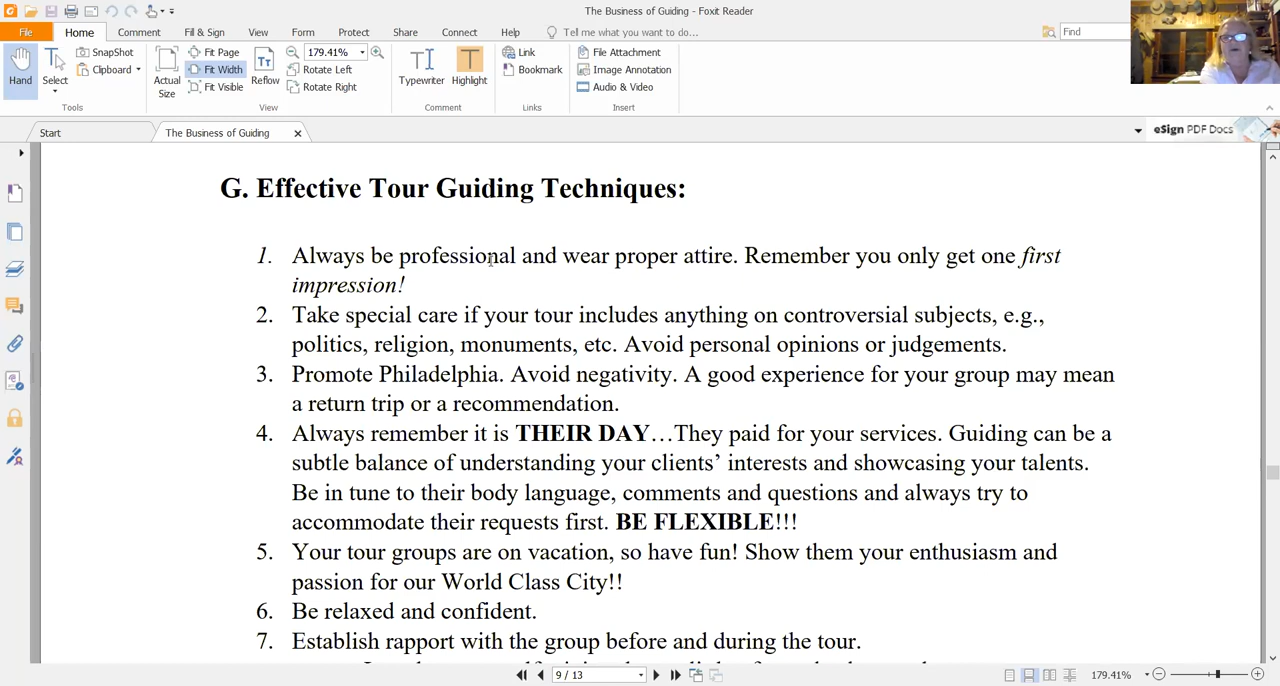 The Business of Guiding - Foxit Reader
File Home Comment Fill & Sign View Form Protect Share Connect Help Tell me what you want to do... Find
Hand Select SnapShot Clipboard Tools
Actual Size Fit Page Fit Width Fit Visible Reflow 179.41% Rotate Left Rotate Right View
Typewriter Highlight Comment
Link Bookmark Links
File Attachment Image Annotation Audio & Video Insert
Start The Business of Guiding eSign PDF Docs
G. Effective Tour Guiding Techniques:
1. Always be professional and wear proper attire. Remember you only get one first
impression!
2. Take special care if your tour includes anything on controversial subjects, e.g.,
politics, religion, monuments, etc. Avoid personal opinions or judgements.
3. Promote Philadelphia. Avoid negativity. A good experience for your group may mean
a return trip or a recommendation.
4. Always remember it is THEIR DAY…They paid for your services. Guiding can be a
subtle balance of understanding your clients’ interests and showcasing your talents.
Be in tune to their body language, comments and questions and always try to
accommodate their requests first. BE FLEXIBLE!!!
5. Your tour groups are on vacation, so have fun! Show them your enthusiasm and
passion for our World Class City!!
6. Be relaxed and confident.
7. Establish rapport with the group before and during the tour.
9 / 13 179.41%